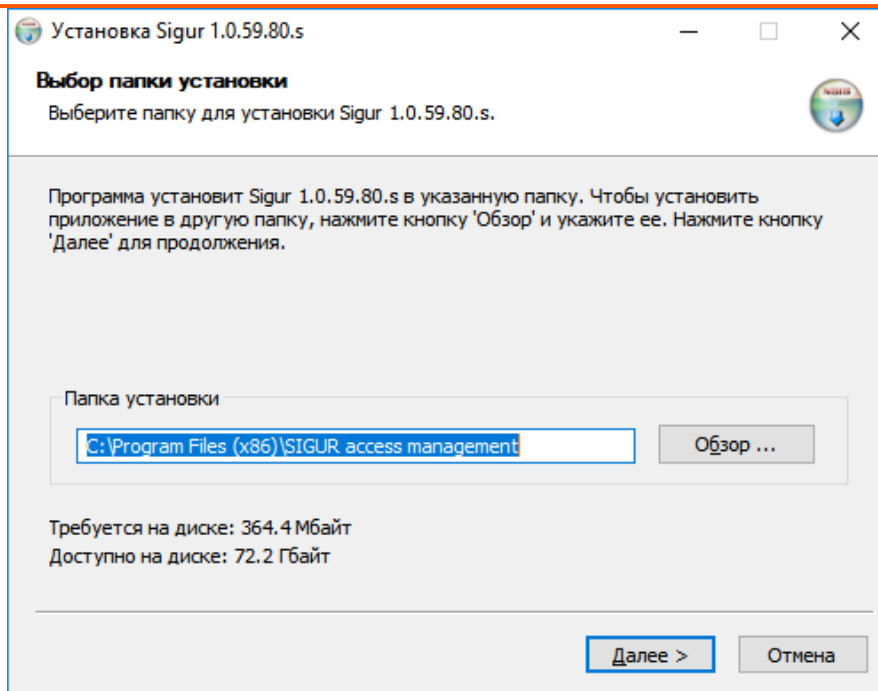 Установка Sigur 1.0.59.80.s
Выбор папки установки
Выберите папку для установки Sigur 1.0.59.80.s.
Программа установит Sigur 1.0.59.80.s в указанную папку. Чтобы установить
приложение в другую папку, нажмите кнопку 'Обзор' и укажите ее. Нажмите кнопку
'Далее' для продолжения.
Папка установки
C:\Program Files (x86)\SIGUR access management
Обзор ...
Требуется на диске: 364.4 Мбайт
Доступно на диске: 72.2 Гбайт
Далее >
Отмена